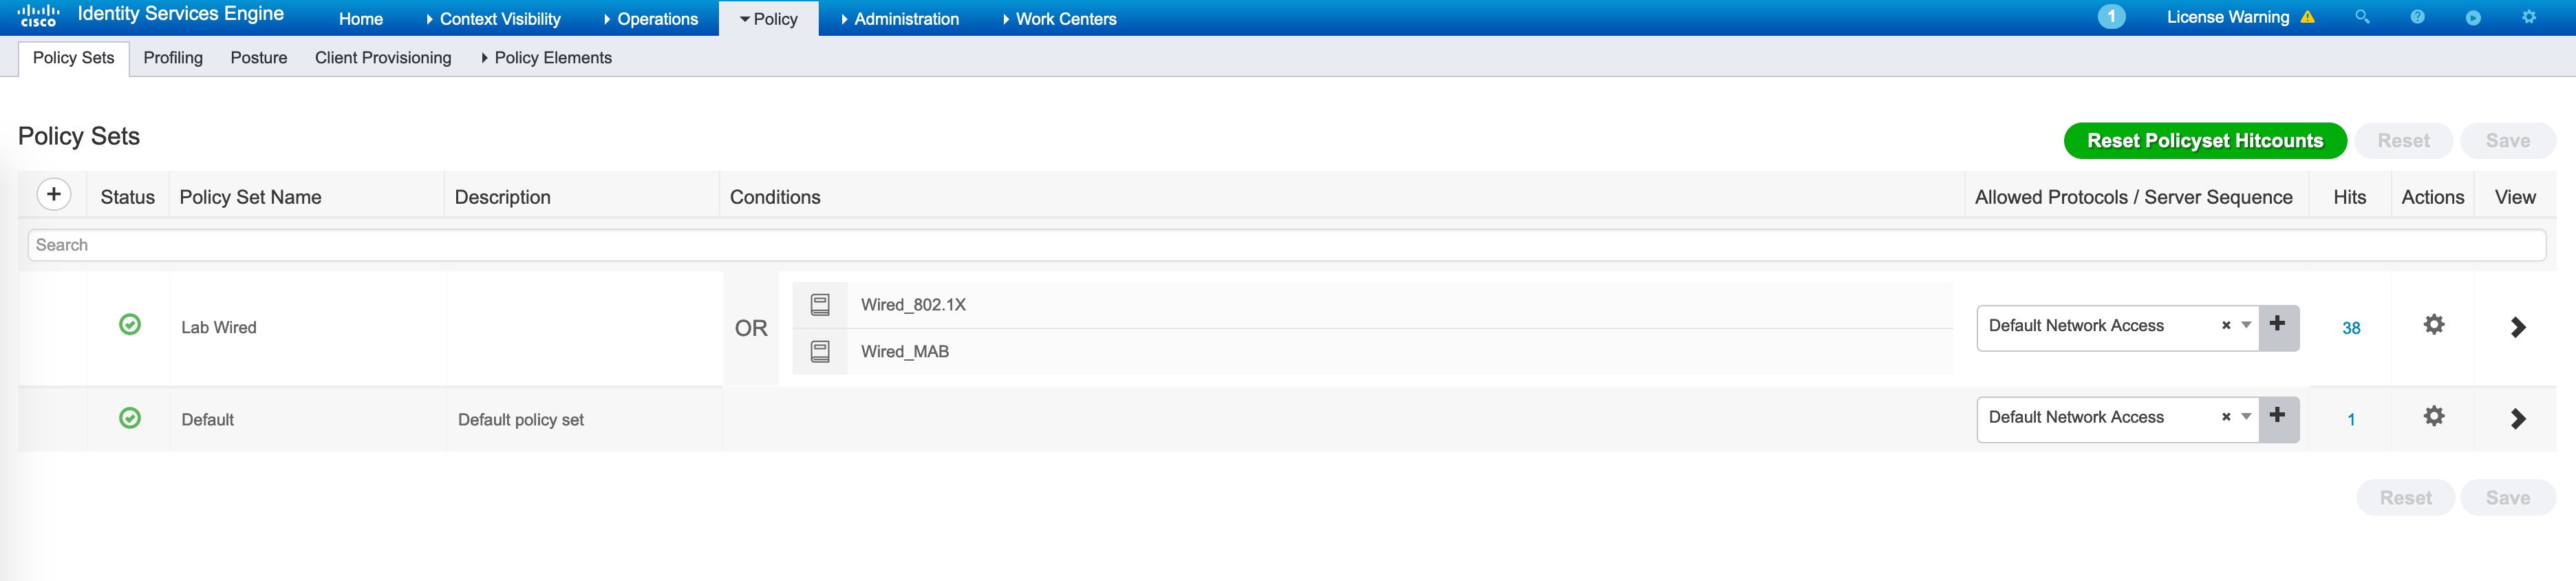 cisco Identity Services Engine Home Context Visibility Operations Policy Administration Work Centers 1 License Warning
Policy Sets Profiling Posture Client Provisioning Policy Elements
Policy Sets
Reset Policyset Hitcounts Reset Save
+ Status Policy Set Name Description Conditions Allowed Protocols / Server Sequence Hits Actions View
Search
Wired_802.1X
Lab Wired OR Default Network Access 38
Wired_MAB
Default Default policy set Default Network Access 1
Reset Save